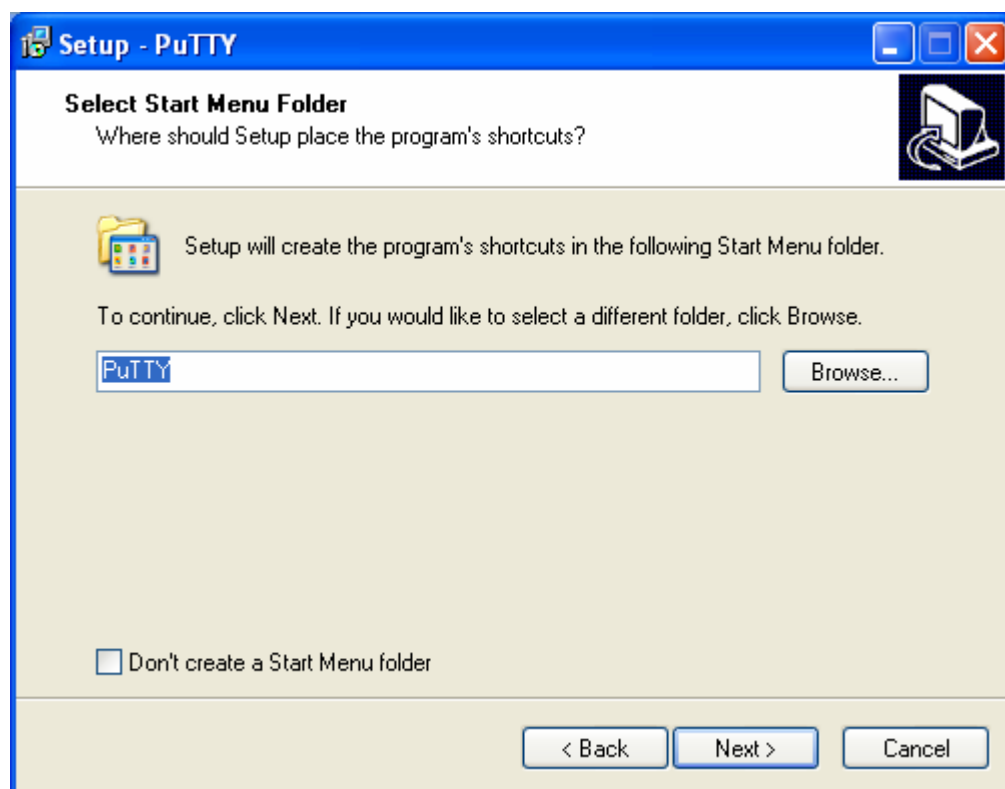 Setup - PuTTY
Select Start Menu Folder
Where should Setup place the program's shortcuts?
Setup will create the program's shortcuts in the following Start Menu folder.
To continue, click Next. If you would like to select a different folder, click Browse.
PuTTY
Browse...
Don't create a Start Menu folder
< Back
Next >
Cancel